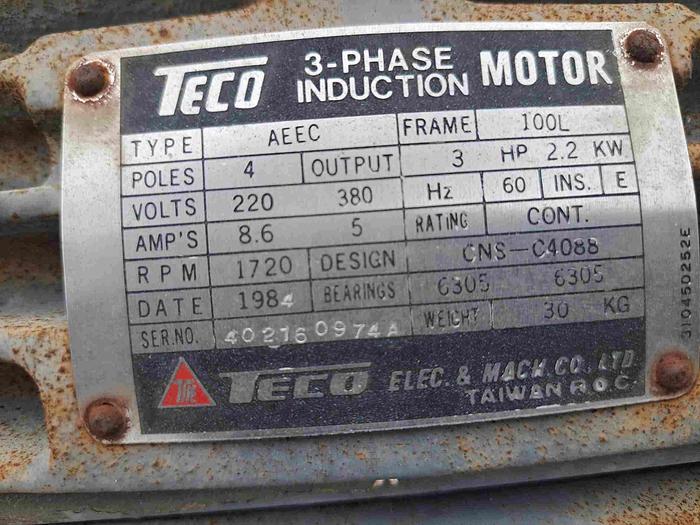 TECO 3-PHASE INDUCTION MOTOR
TYPE AEEC FRAME 100L
POLES 4 OUTPUT 3 HP 2.2 KW
VOLTS 220 380 Hz 60 INS. E
AMP'S 8.6 5 RATING CONT.
RPM 1720 DESIGN CNS-C4088
DATE 1984 BEARINGS 6305 6305
SER.NO. 402160974A WEIGHT 30 KG
TECO ELEC. & MACH. CO., LTD
TAIWAN R.O.C.
3U0450252E